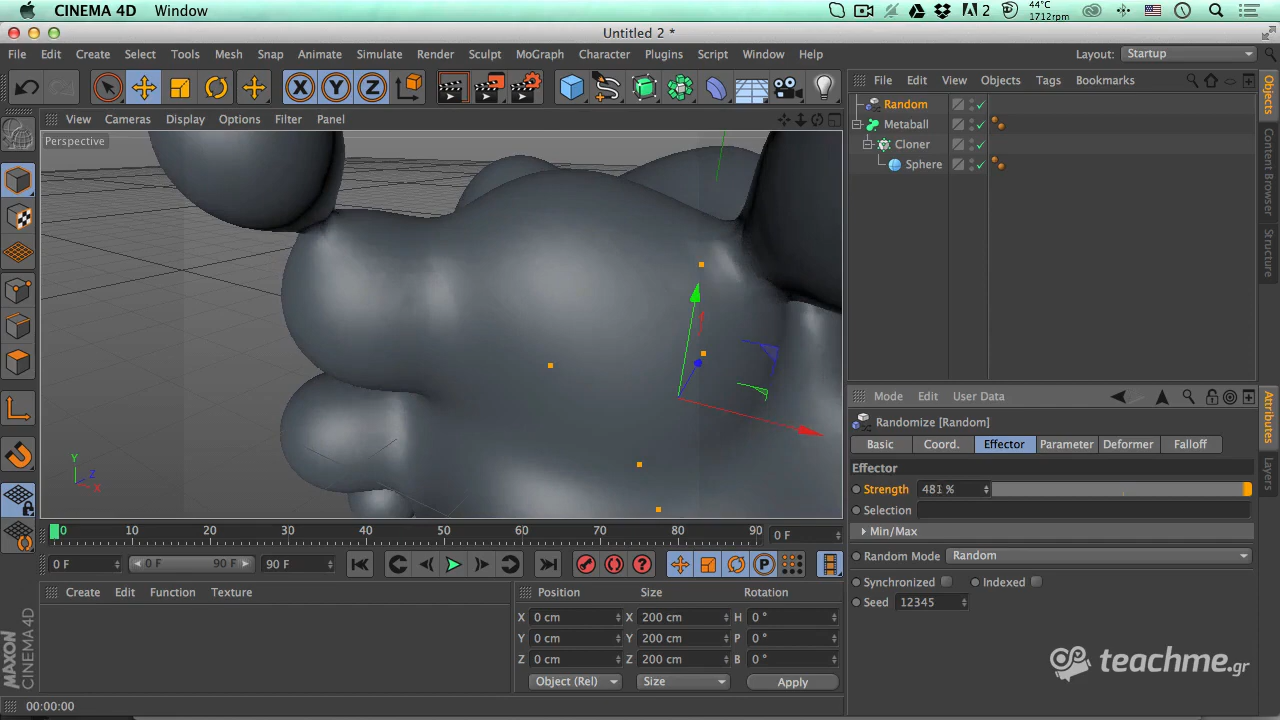 CINEMA 4D Window
2
44°C
1712rpm
Untitled 2 *
File Edit Create Select Tools Mesh Snap Animate Simulate Render Sculpt MoGraph Character Plugins Script Window Help
Layout: Startup
X Y Z
File Edit View Objects Tags Bookmarks
View Cameras Display Options Filter Panel
Perspective
Random
Metaball
Cloner
Sphere
Objects
Content Browser
Structure
Mode Edit User Data
Randomize [Random]
Basic Coord. Effector Parameter Deformer Falloff
Effector
Strength 481 %
Selection
Min/Max
Random Mode Random
Synchronized Indexed
Seed 12345
Attributes
Layers
Y
Z
X
0 10 20 30 40 50 60 70 80 90 0 F
0 F 0 F 90 F 90 F
P
Create Edit Function Texture
Position Size Rotation
X 0 cm X 200 cm H 0 °
Y 0 cm Y 200 cm P 0 °
Z 0 cm Z 200 cm B 0 °
Object (Rel) Size Apply
MAXON
CINEMA 4D
teachme.gr
00:00:00